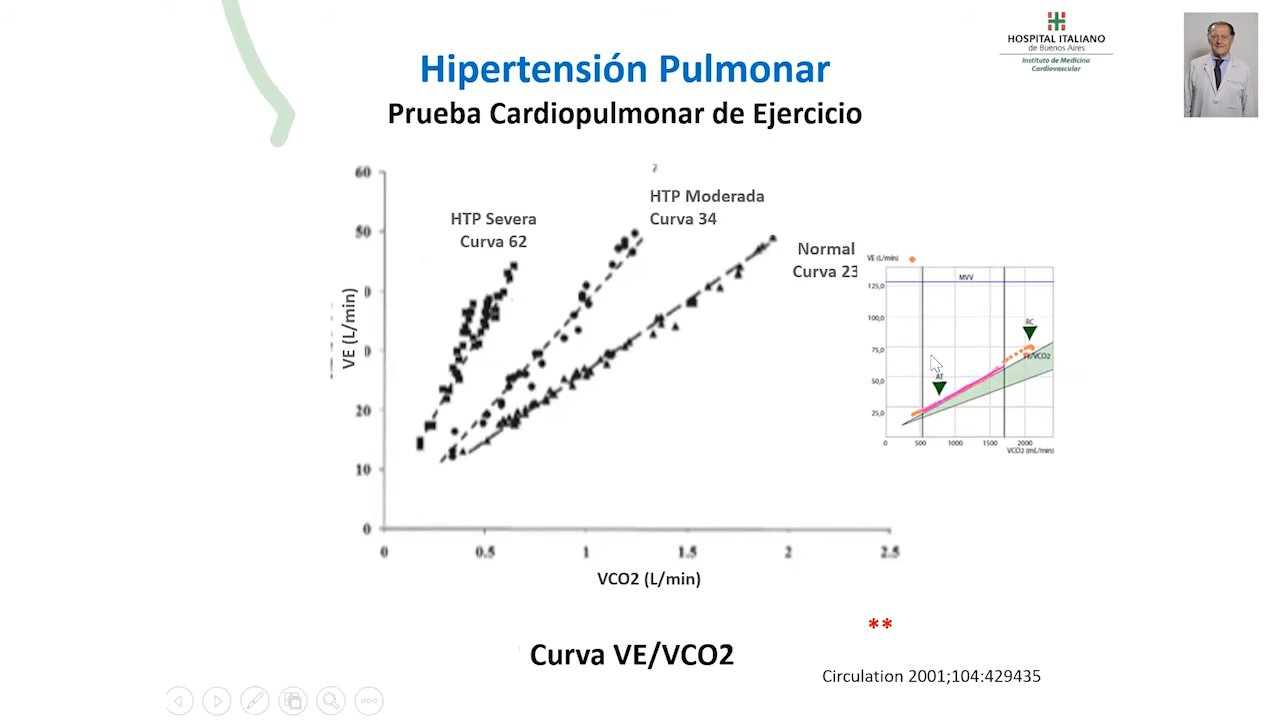 HOSPITAL ITALIANO
de Buenos Aires
Instituto de Medicina
Cardiovascular
Hipertensión Pulmonar
Prueba Cardiopulmonar de Ejercicio
60
50
0
0
20
10
0
VE (L/min)
2
HTP Severa
Curva 62
HTP Moderada
Curva 34
Normal
Curva 23
0 0.5 1 1.5 2 2.5
VCO2 (L/min)
VE (L/min)
MVV
125,0
100,0
75,0
50,0
25,0
RC
VE/VCO2
AT
0 500 1000 1500 2000
VCO2 (mL/min)
**
Curva VE/VCO2
Circulation 2001;104:429435